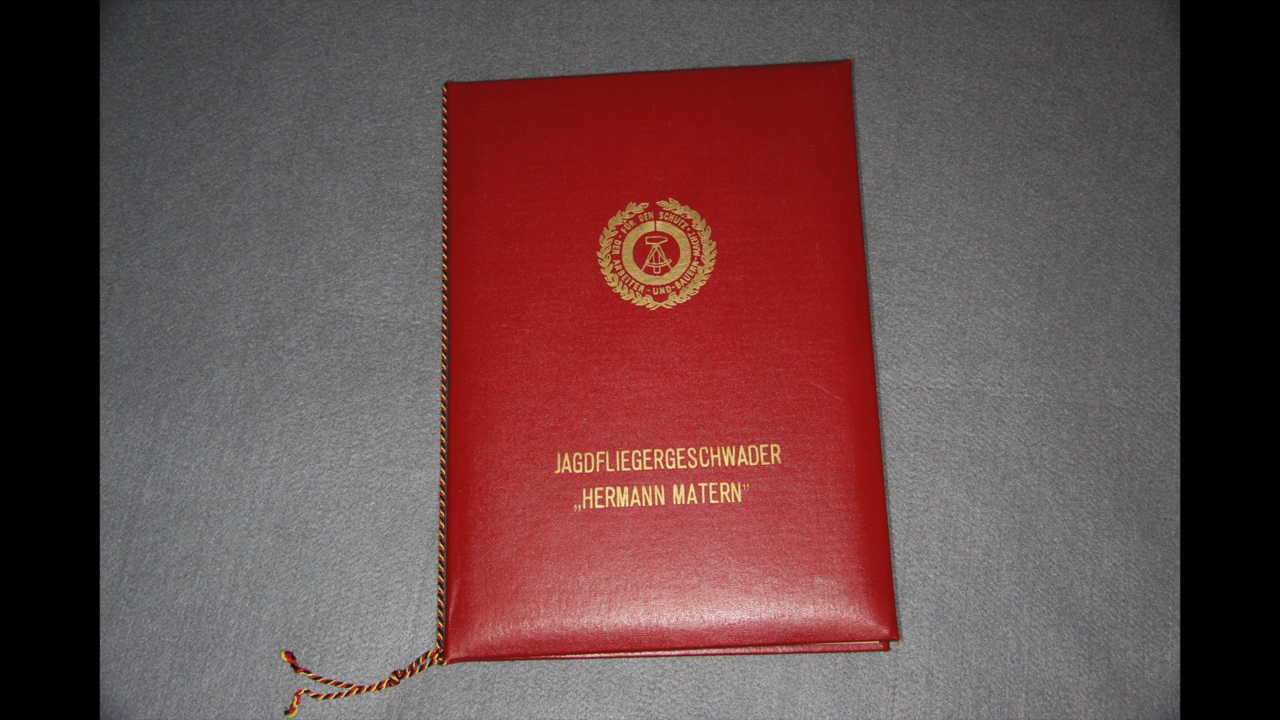 FÜR DEN SCHUTZ · DER ARBEITER-UND-BAUERN-MACHT ·
JAGDFLIEGERGESCHWADER
„HERMANN MATERN”